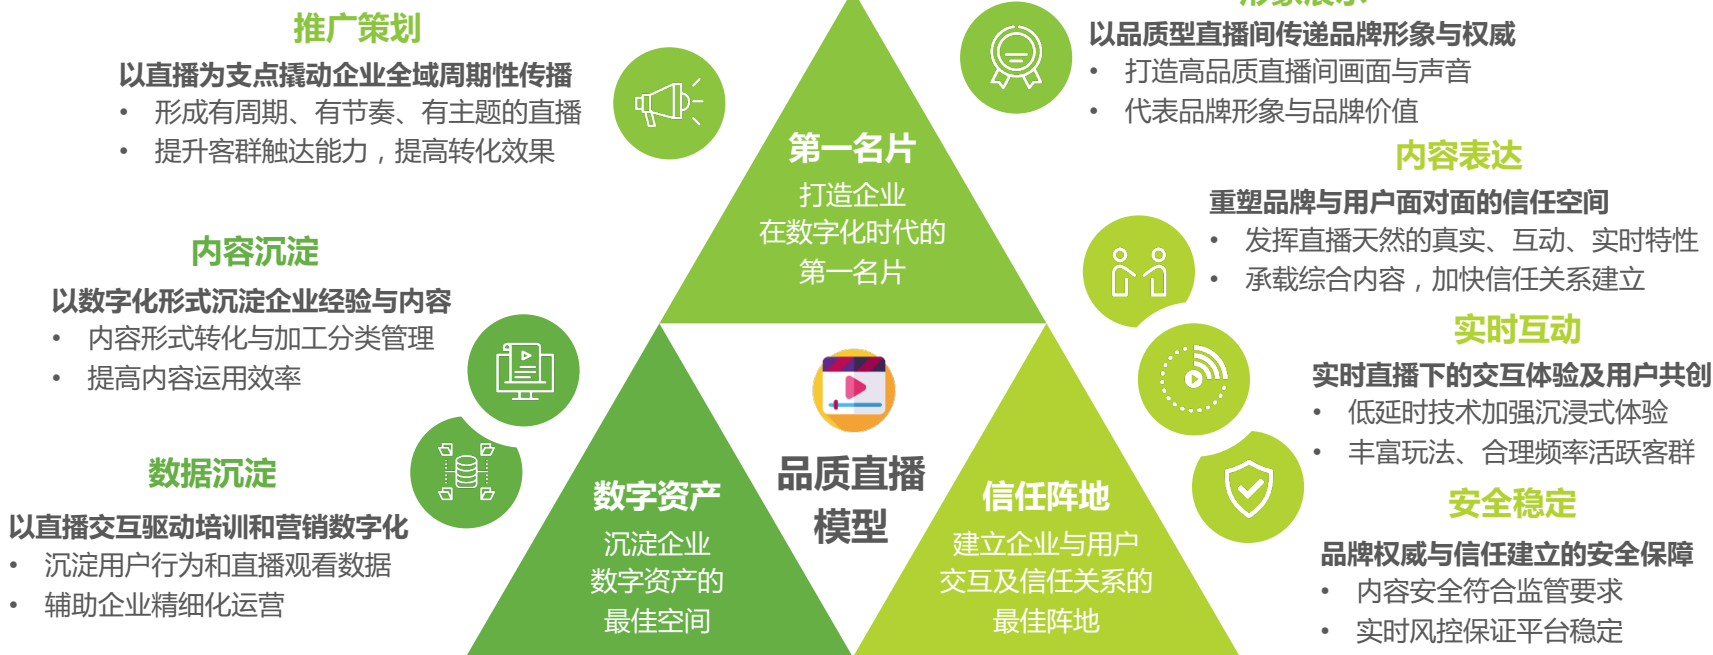 推广策划
以直播为支点撬动企业全域周期性传播
• 形成有周期、有节奏、有主题的直播
• 提升客群触达能力，提高转化效果
内容沉淀
以数字化形式沉淀企业经验与内容
• 内容形式转化与加工分类管理
• 提高内容运用效率
数据沉淀
以直播交互驱动培训和营销数字化
• 沉淀用户行为和直播观看数据
• 辅助企业精细化运营
第一名片
打造企业
在数字化时代的
第一名片
品质直播
模型
数字资产
沉淀企业
数字资产的
最佳空间
信任阵地
建立企业与用户
交互及信任关系的
最佳阵地
形象展示
以品质型直播间传递品牌形象与权威
• 打造高品质直播间画面与声音
• 代表品牌形象与品牌价值
内容表达
重塑品牌与用户面对面的信任空间
• 发挥直播天然的真实、互动、实时特性
• 承载综合内容，加快信任关系建立
实时互动
实时直播下的交互体验及用户共创
• 低延时技术加强沉浸式体验
• 丰富玩法、合理频率活跃客群
安全稳定
品牌权威与信任建立的安全保障
• 内容安全符合监管要求
• 实时风控保证平台稳定